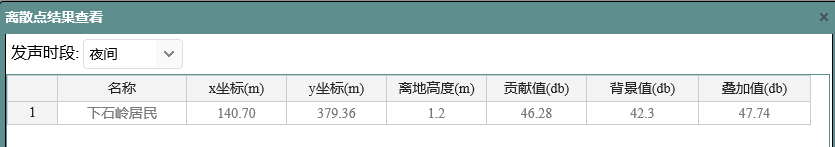 离散点结果查看
发声时段: 夜间
名称 x坐标(m) y坐标(m) 离地高度(m) 贡献值(db) 背景值(db) 叠加值(db)
1 下石岭居民 140.70 379.36 1.2 46.28 42.3 47.74